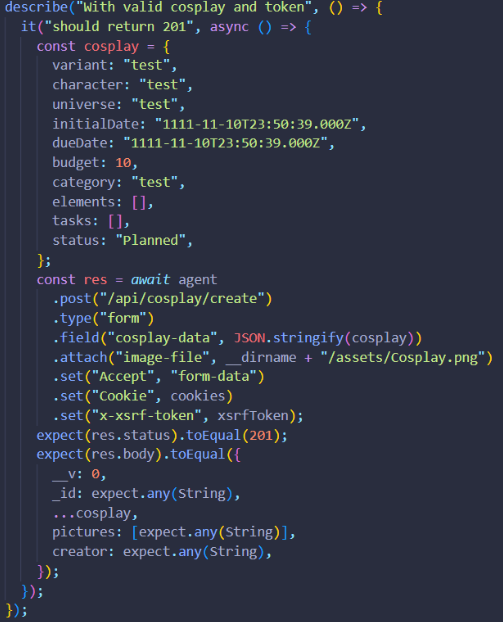 describe("With valid cosplay and token", () => {
  it("should return 201", async () => {
    const cosplay = {
      variant: "test",
      character: "test",
      universe: "test",
      initialDate: "1111-11-10T23:50:39.000Z",
      dueDate: "1111-11-10T23:50:39.000Z",
      budget: 10,
      category: "test",
      elements: [],
      tasks: [],
      status: "Planned",
    };
    const res = await agent
      .post("/api/cosplay/create")
      .type("form")
      .field("cosplay-data", JSON.stringify(cosplay))
      .attach("image-file", __dirname + "/assets/Cosplay.png")
      .set("Accept", "form-data")
      .set("Cookie", cookies)
      .set("x-xsrf-token", xsrfToken);
    expect(res.status).toEqual(201);
    expect(res.body).toEqual({
      __v: 0,
      _id: expect.any(String),
      ...cosplay,
      pictures: [expect.any(String)],
      creator: expect.any(String),
    });
  });
});